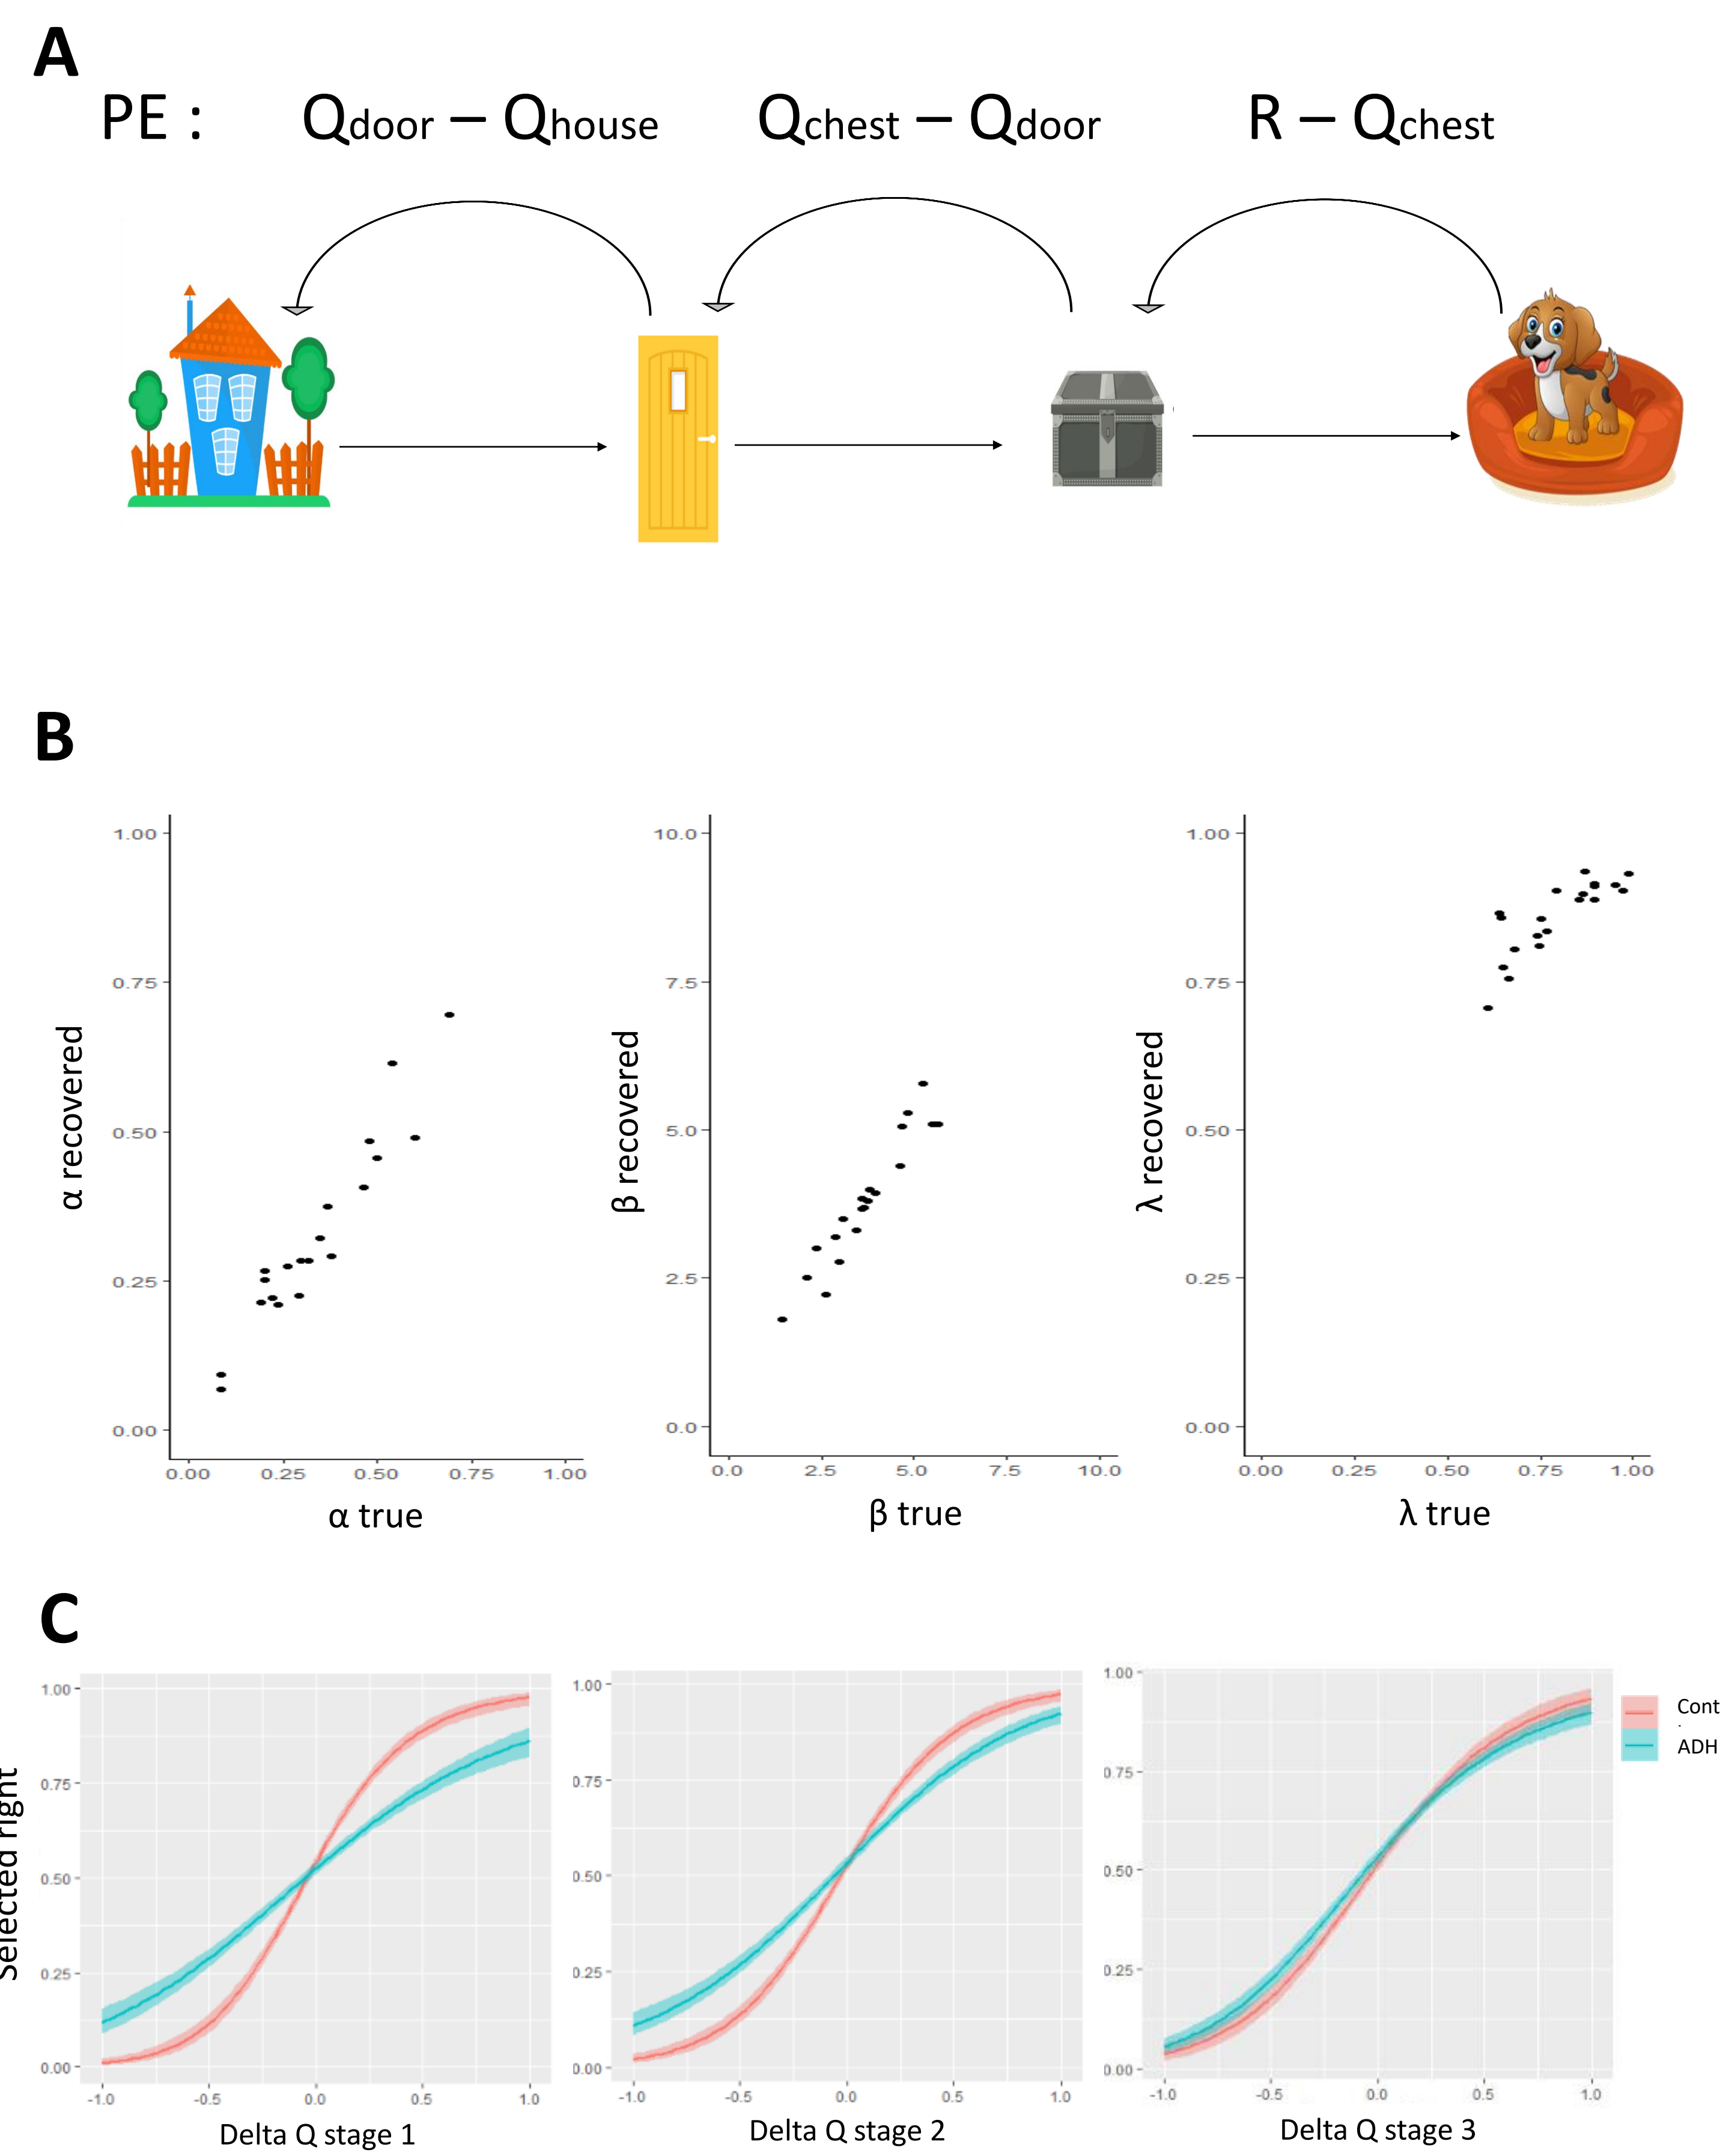 A
PE : Qdoor – Qhouse Qchest – Qdoor R – Qchest
B
1.00
0.75
0.50
0.25
0.00
α recovered
0.00 0.25 0.50 0.75 1.00
α true
10.0
7.5
5.0
2.5
0.0
β recovered
0.0 2.5 5.0 7.5 10.0
β true
1.00
0.75
0.50
0.25
0.00
λ recovered
0.00 0.25 0.50 0.75 1.00
λ true
C
Selected right
1.00
0.75
0.50
0.25
0.00
-1.0 -0.5 0.0 0.5 1.0
Delta Q stage 1
1.00
0.75
0.50
0.25
0.00
-1.0 -0.5 0.0 0.5 1.0
Delta Q stage 2
1.00
0.75
0.50
0.25
0.00
-1.0 -0.5 0.0 0.5 1.0
Delta Q stage 3
Cont
ADH